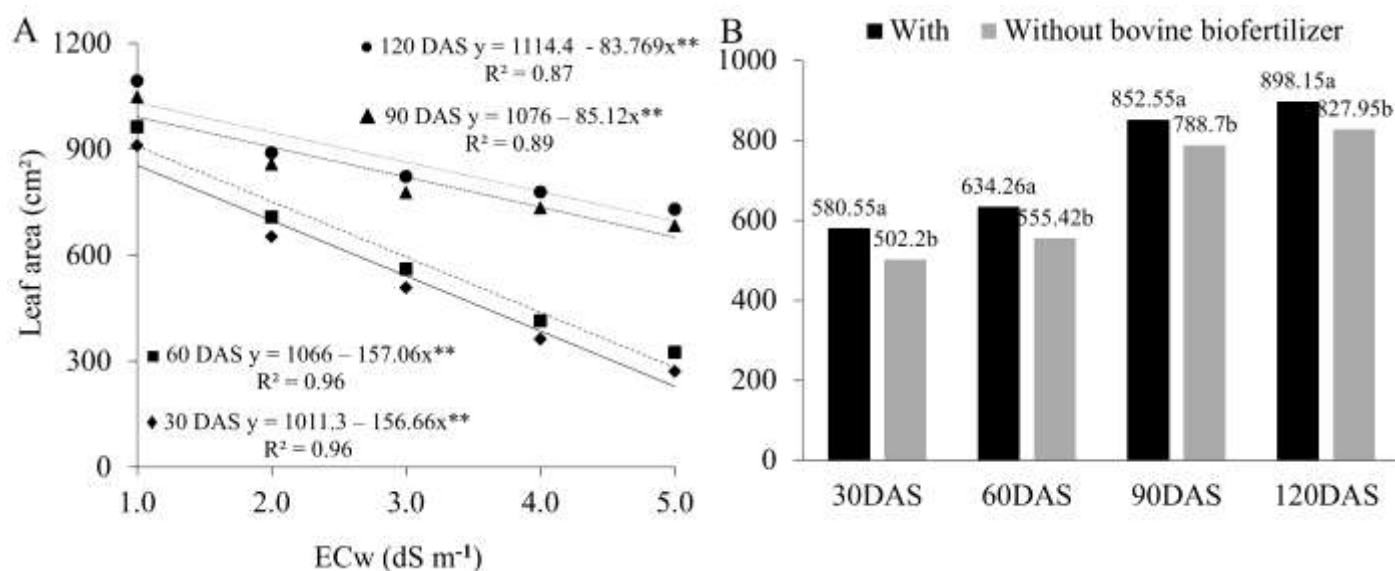 A
1200
900
600
300
0
Leaf area (cm²)
120 DAS y = 1114.4 - 83.769x**
R² = 0.87
90 DAS y = 1076 – 85.12x**
R² = 0.89
60 DAS y = 1066 – 157.06x**
R² = 0.96
30 DAS y = 1011.3 – 156.66x**
R² = 0.96
1.0 2.0 3.0 4.0 5.0
ECw (dS m⁻¹)
B
With Without bovine biofertilizer
1000
800
600
400
200
0
580.55a
502.2b
634.26a
555.42b
852.55a
788.7b
898.15a
827.95b
30DAS 60DAS 90DAS 120DAS